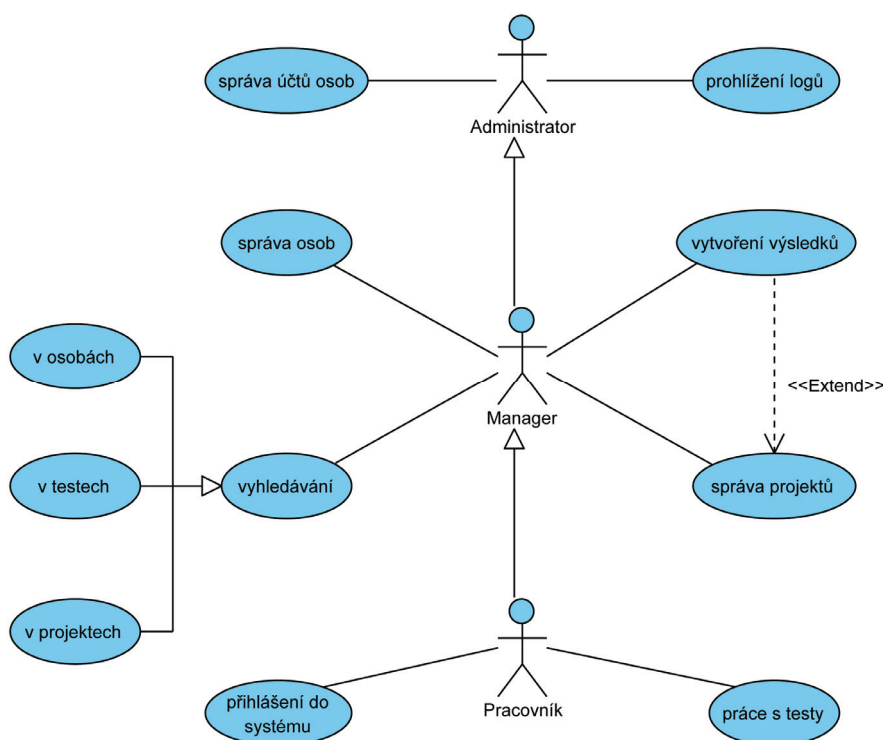 správa účtů osob
prohlížení logů
Administrator
správa osob
vytvoření výsledků
v osobách
<<Extend>>
Manager
v testech
vyhledávání
správa projektů
v projektech
přihlášení do
systému
Pracovník
práce s testy